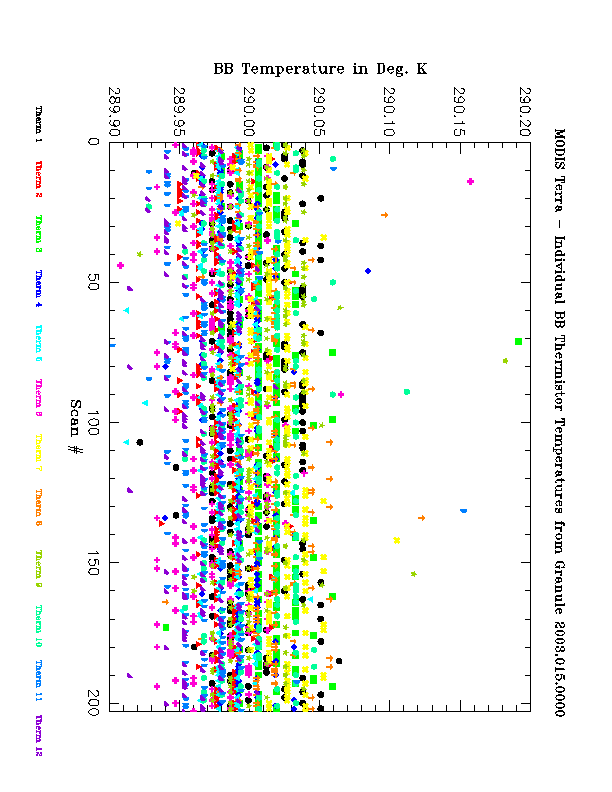 MODIS Terra - Individual BB Thermistor Temperatures from Granule 2003.015.0000
BB Temperature in Deg. K
290.20
290.15
290.10
290.05
290.00
289.95
289.90
0 50 100 150 200
Scan #
Therm 1 Therm 2 Therm 3 Therm 4 Therm 5 Therm 6 Therm 7 Therm 8 Therm 9 Therm 10 Therm 11 Therm 12